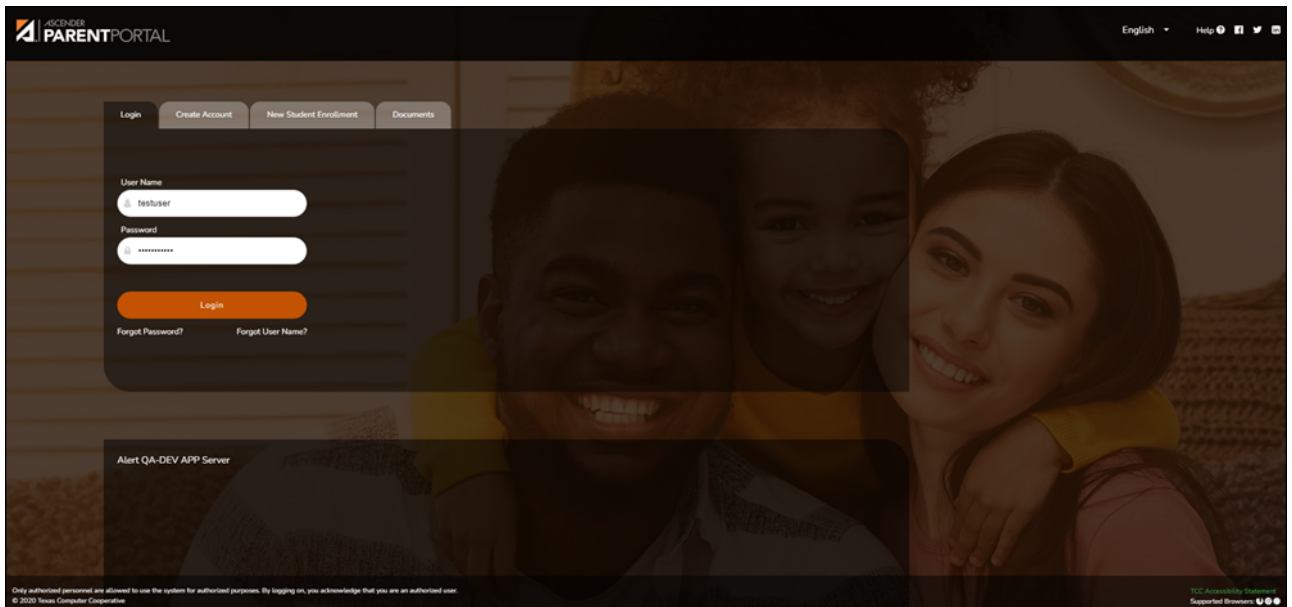 ASCENDER
PARENTPORTAL
English
Help
Login
Create Account
New Student Enrollment
Documents
User Name
testuser
Password
Login
Forgot Password?
Forgot User Name?
Alert QA-DEV APP Server
Only authorized personnel are allowed to use the system for authorized purposes. By logging on, you acknowledge that you are an authorized user.
© 2020 Texas Computer Cooperative
TCC Accessibility Statement
Supported Browsers: